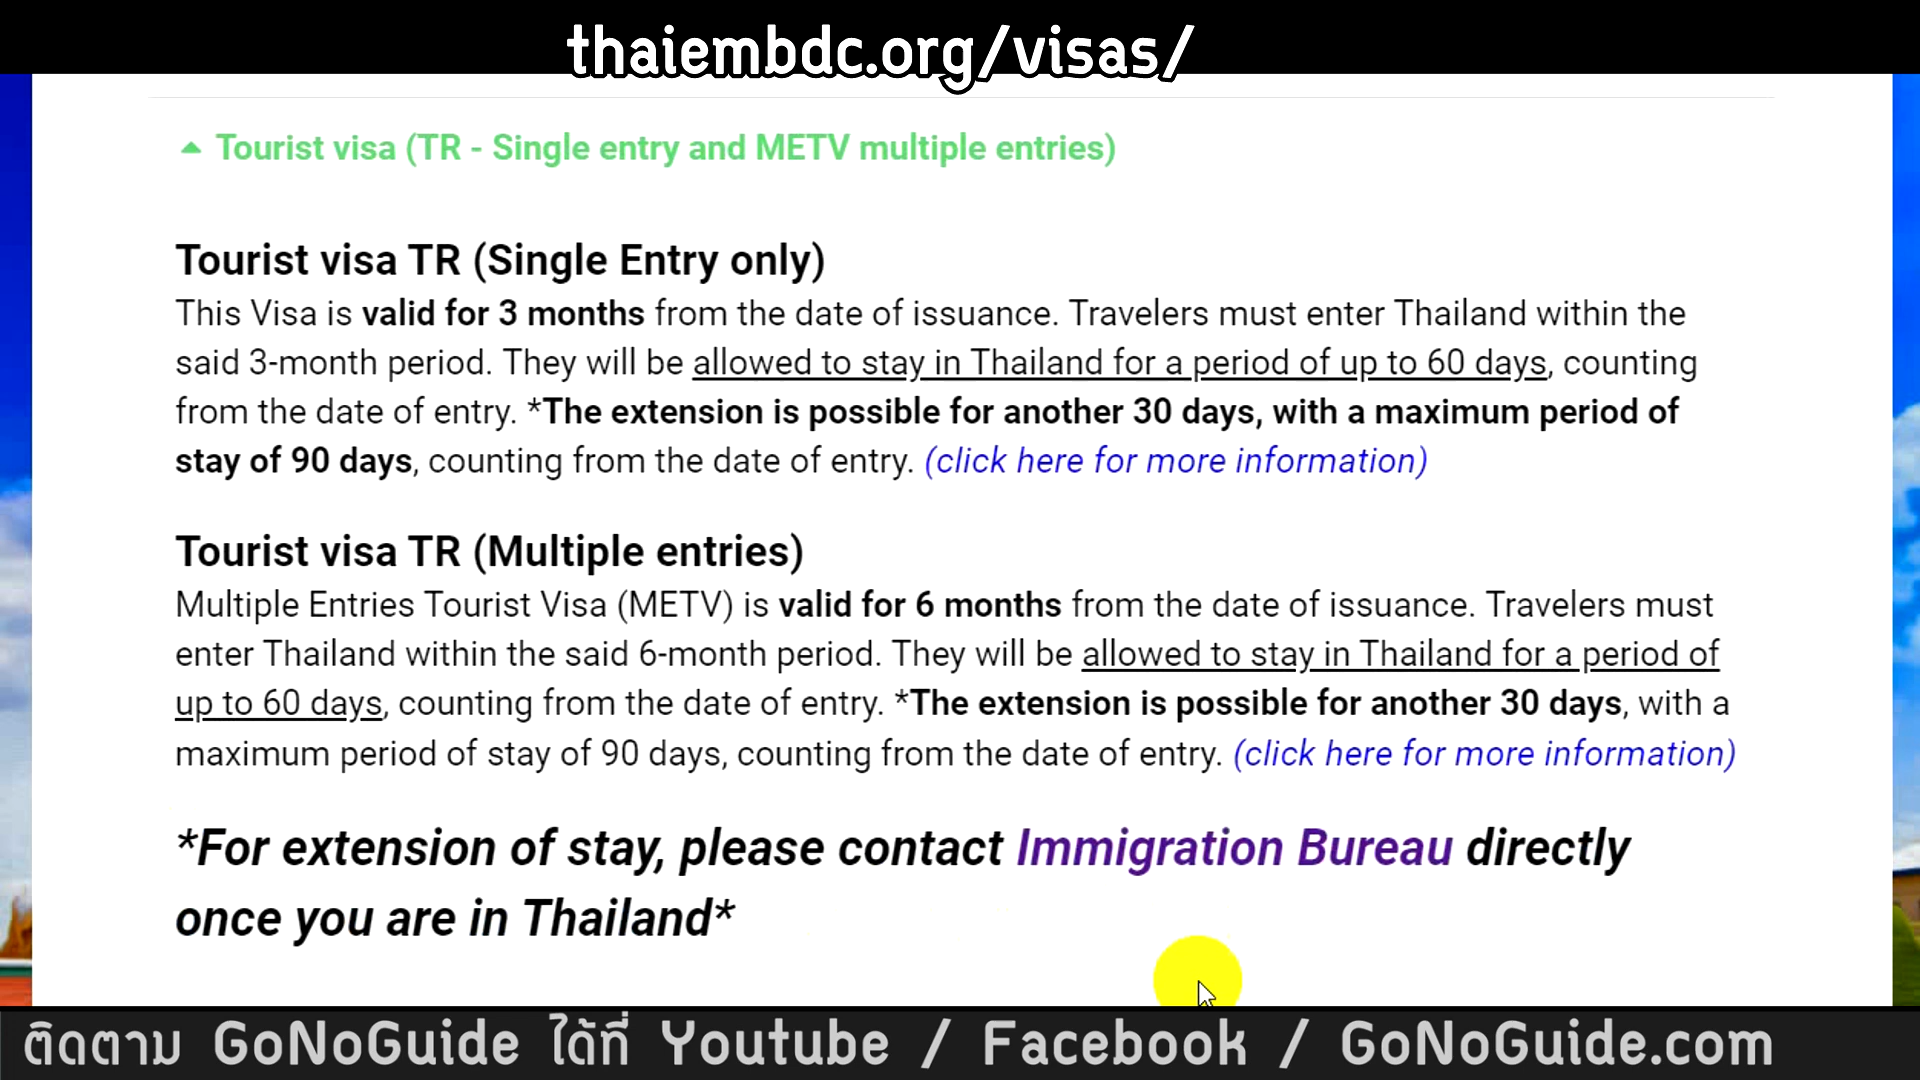 thaiembdc.org/visas/
Tourist visa (TR - Single entry and METV multiple entries)
Tourist visa TR (Single Entry only)
This Visa is valid for 3 months from the date of issuance. Travelers must enter Thailand within the
said 3-month period. They will be allowed to stay in Thailand for a period of up to 60 days, counting
from the date of entry. *The extension is possible for another 30 days, with a maximum period of
stay of 90 days, counting from the date of entry. (click here for more information)
Tourist visa TR (Multiple entries)
Multiple Entries Tourist Visa (METV) is valid for 6 months from the date of issuance. Travelers must
enter Thailand within the said 6-month period. They will be allowed to stay in Thailand for a period of
up to 60 days, counting from the date of entry. *The extension is possible for another 30 days, with a
maximum period of stay of 90 days, counting from the date of entry. (click here for more information)
*For extension of stay, please contact Immigration Bureau directly
once you are in Thailand*
ติดตาม GoNoGuide ได้ที่ Youtube / Facebook / GoNoGuide.com